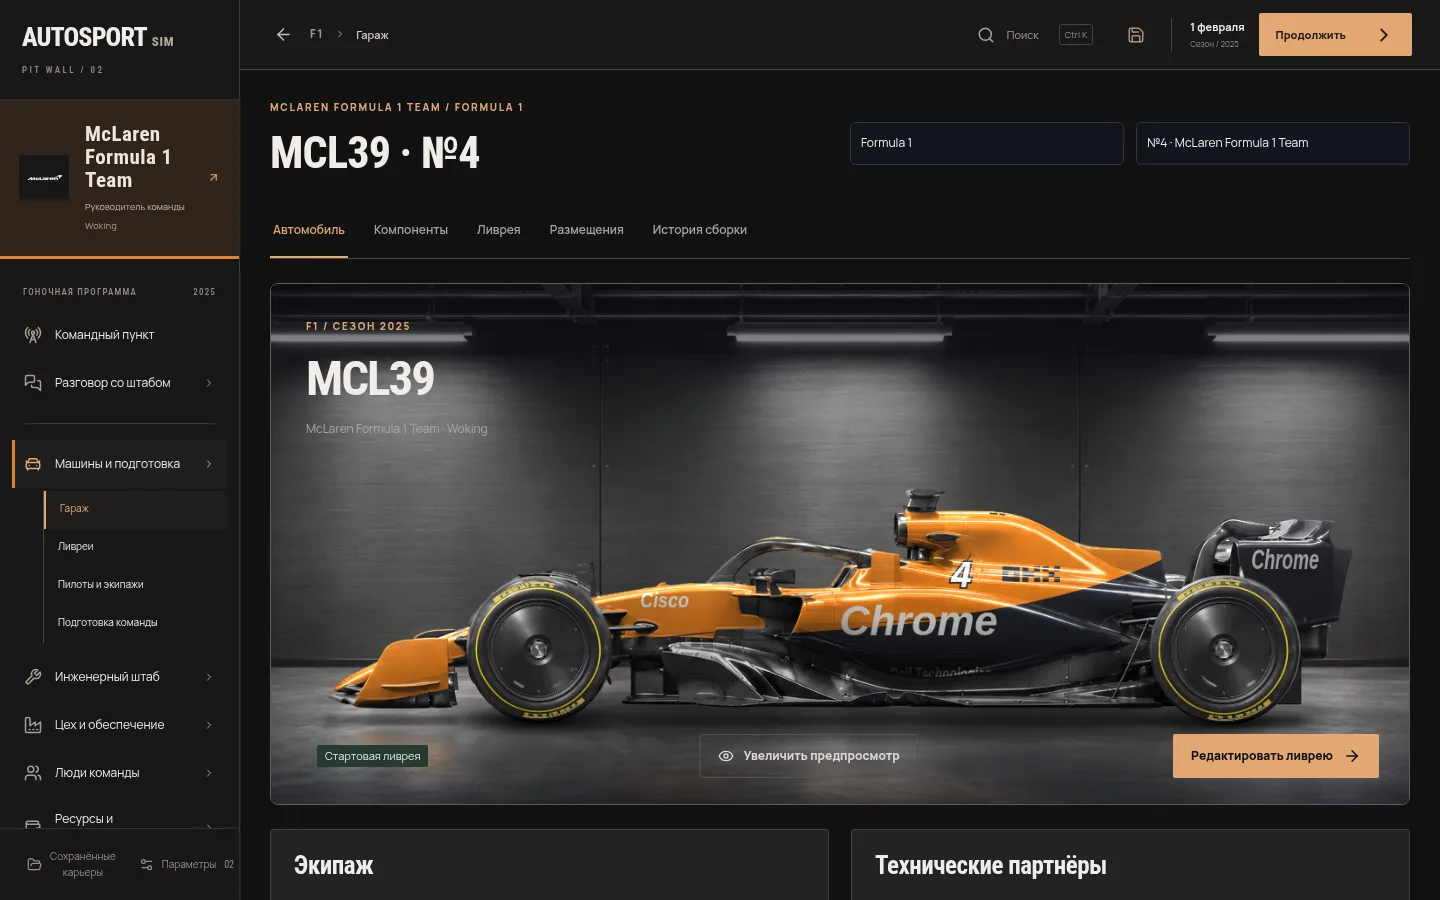 AUTOSPORT SIM
PIT WALL / 02
McLaren
Formula 1
Team
Руководитель команды
Woking
ГОНОЧНАЯ ПРОГРАММА 2025
Командный пункт
Разговор со штабом
Машины и подготовка
Гараж
Ливреи
Пилоты и экипажи
Подготовка команды
Инженерный штаб
Цех и обеспечение
Люди команды
Ресурсы и
Сохранённые
карьеры
Параметры 02
F1 > Гараж
Поиск Ctrl K
1 февраля
Сезон / 2025
Продолжить
MCLAREN FORMULA 1 TEAM / FORMULA 1
MCL39 · №4
Formula 1
№4 · McLaren Formula 1 Team
Автомобиль Компоненты Ливрея Размещения История сборки
F1 / СЕЗОН 2025
MCL39
McLaren Formula 1 Team · Woking
Chrome
4
Cisco
Chrome
Dell Technologies
PIRELLI
PIRELLI
Стартовая ливрея
Увеличить предпросмотр
Редактировать ливрею
Экипаж
Технические партнёры